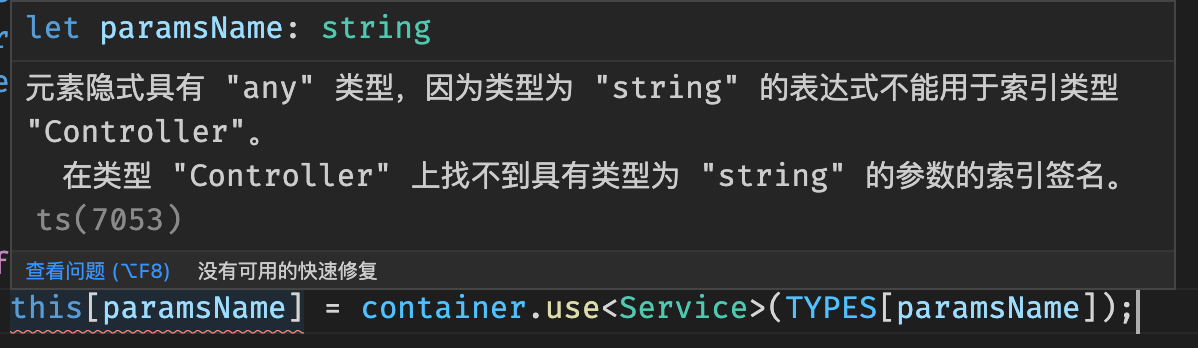 let paramsName: string
元素隐式具有 "any" 类型，因为类型为 "string" 的表达式不能用于索引类型
"Controller"。
在类型 "Controller" 上找不到具有类型为 "string" 的参数的索引签名。
ts(7053)
查看问题 (⌥F8) 没有可用的快速修复
this[paramsName] = container.use<Service>(TYPES[paramsName]);